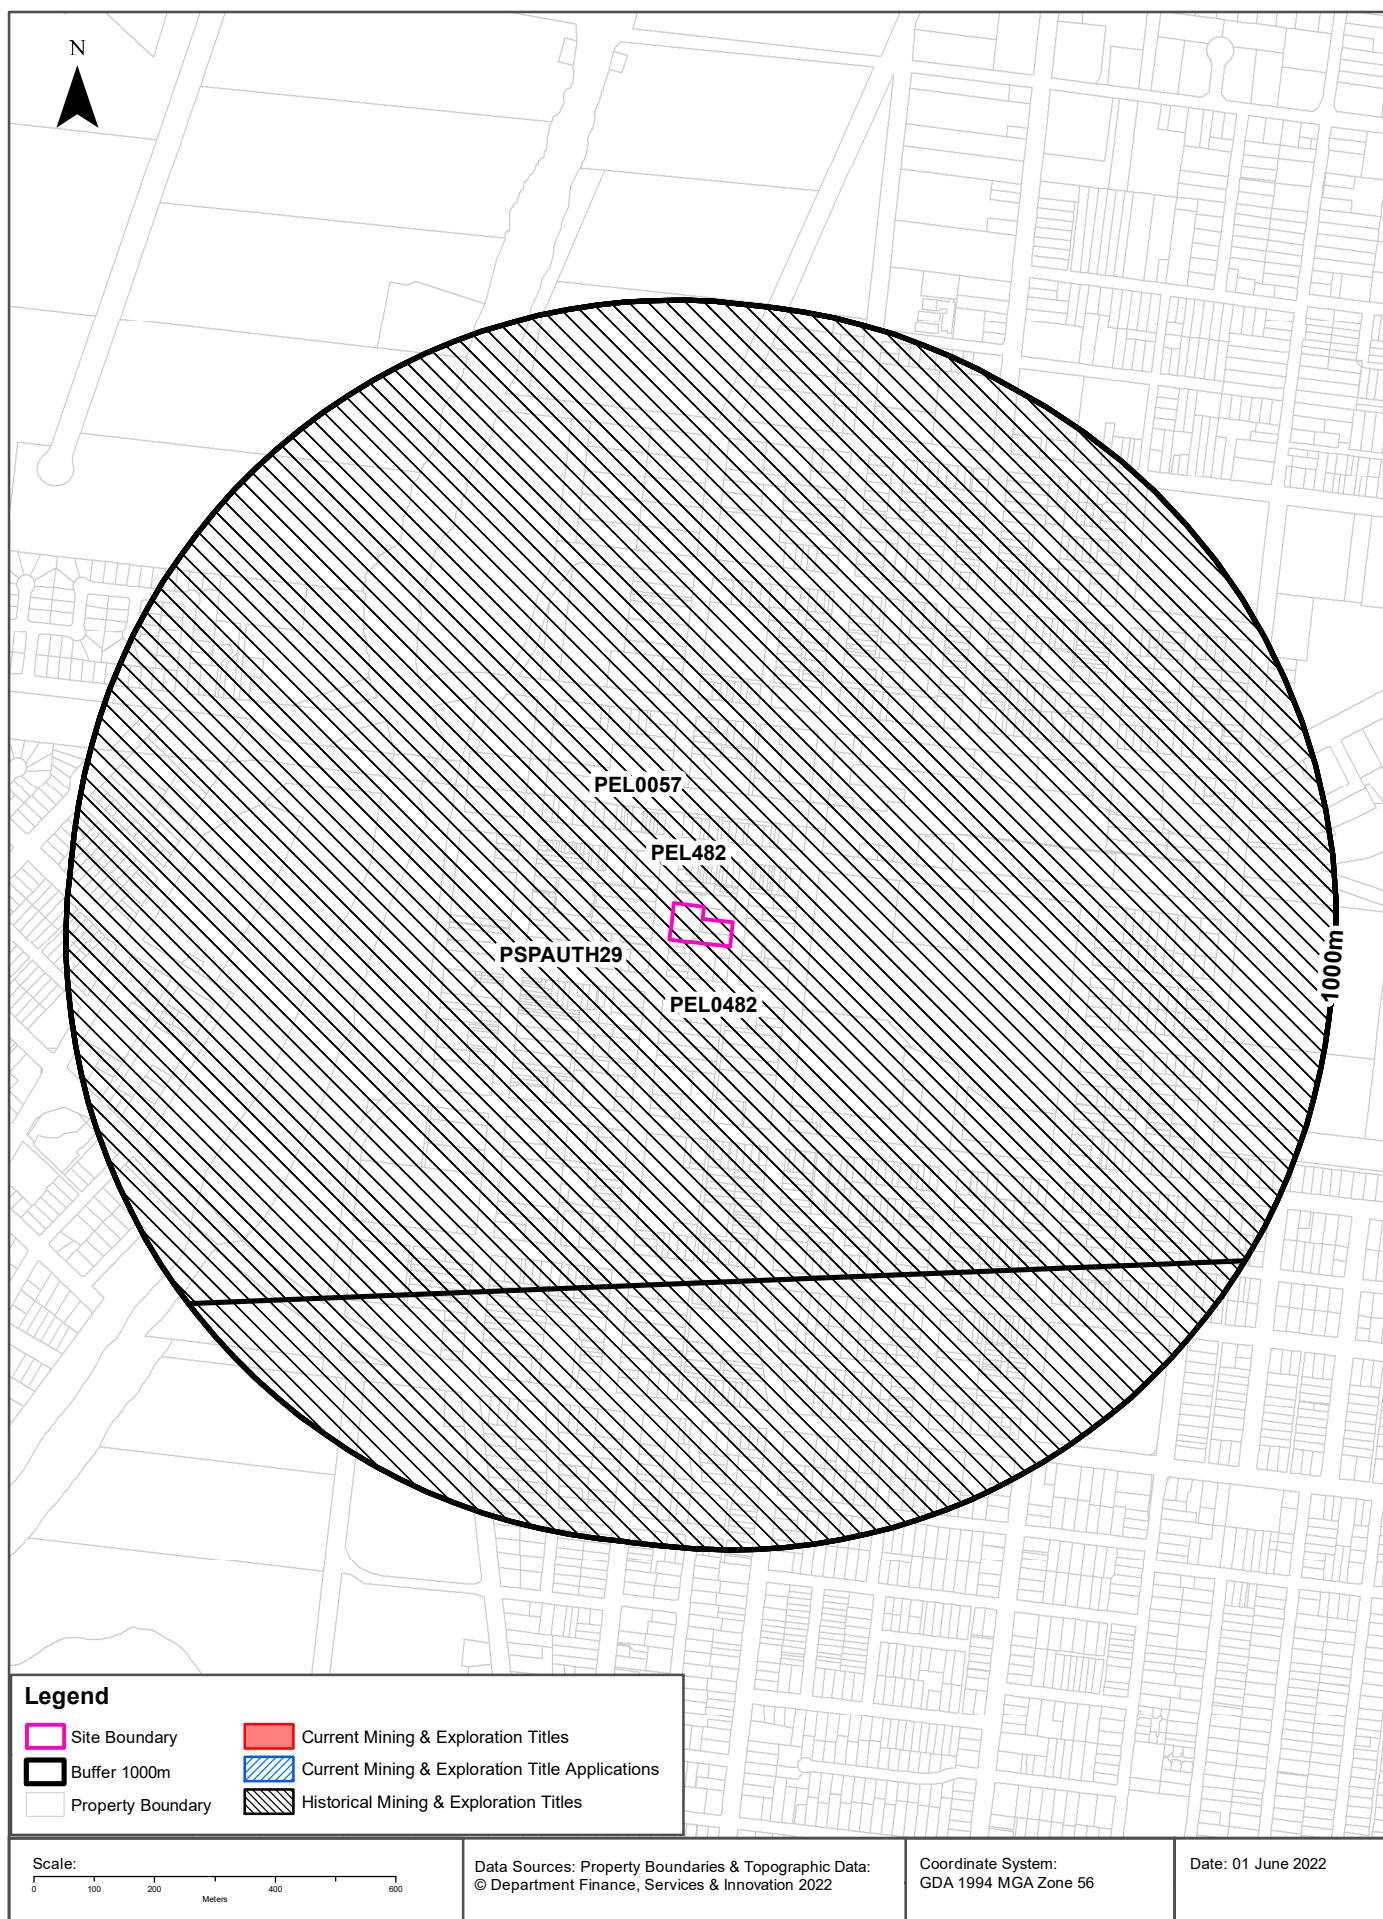 N
PEL0057
PEL482
PSPAUTH29
PEL0482
1000m
Legend
Site Boundary
Buffer 1000m
Property Boundary
Current Mining & Exploration Titles
Current Mining & Exploration Title Applications
Historical Mining & Exploration Titles
Scale:
0 100 200 400 600
Meters
Data Sources: Property Boundaries & Topographic Data:
© Department Finance, Services & Innovation 2022
Coordinate System:
GDA 1994 MGA Zone 56
Date: 01 June 2022